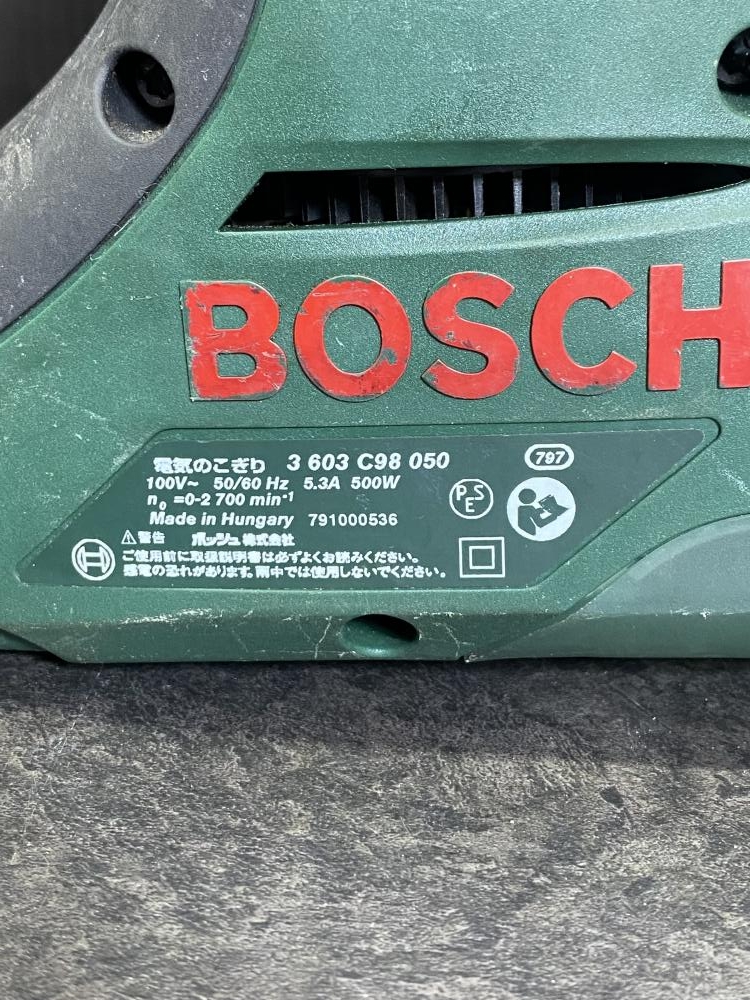 BOSCH
電気のこぎり 3 603 C98 050
797
100V~ 50/60 Hz 5.3A 500W
n₀ =0-2 700 min⁻¹
PSE
Made in Hungary 791000536
⚠警告 ボッシュ株式会社
ご使用前に取扱説明書は必ずよくお読みください。
感電の恐れがあります。雨中では使用しないでください。